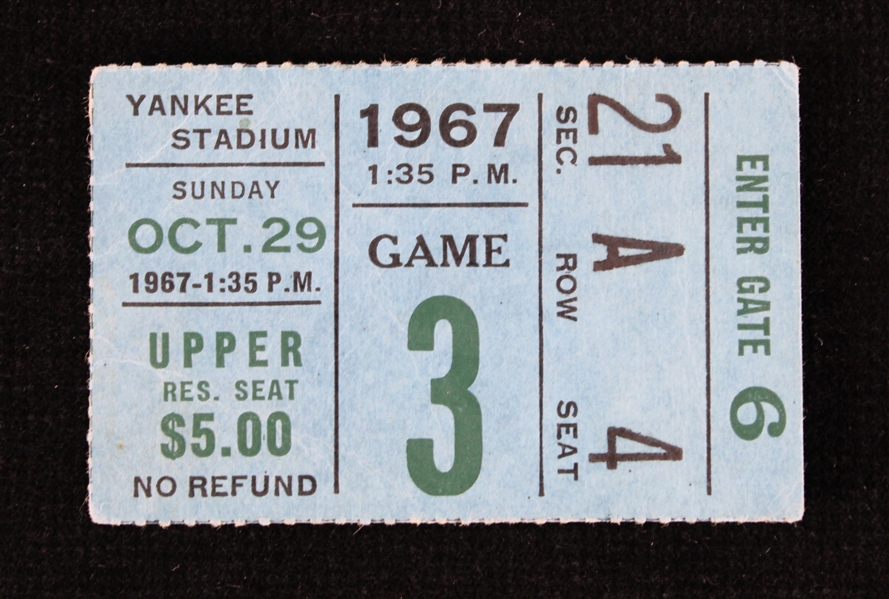 YANKEE
STADIUM
SUNDAY
OCT. 29
1967-1:35 P.M.
UPPER
RES. SEAT
$5.00
NO REFUND
1967
1:35 P.M.
GAME
3
SEC. 21
ROW A
SEAT 4
ENTER GATE 6